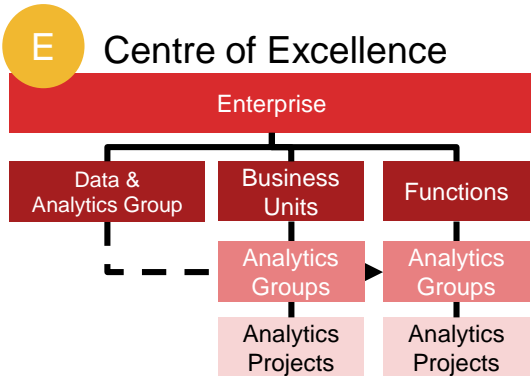 E
Centre of Excellence
Enterprise
Data &
Analytics Group
Business
Units
Functions
Analytics
Groups
Analytics
Groups
Analytics
Projects
Analytics
Projects